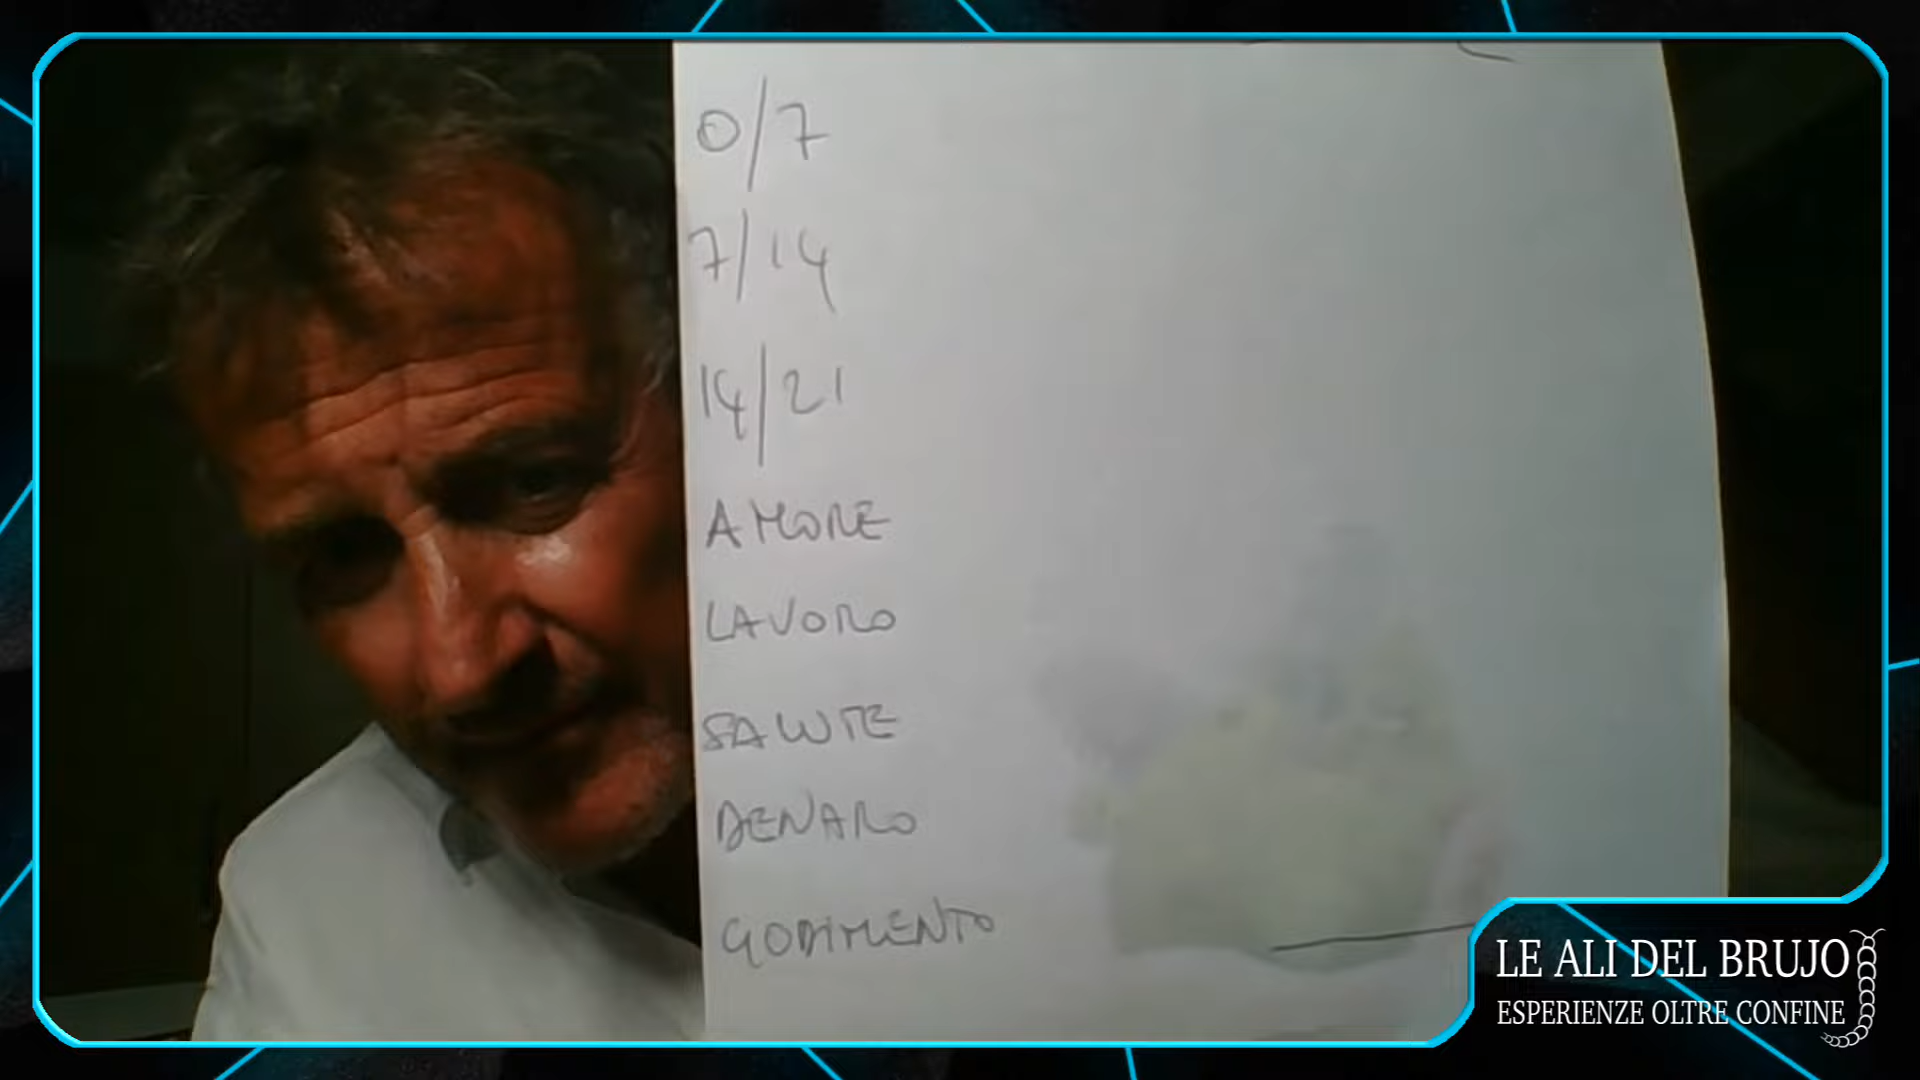 0/7
7/14
14/21
AMORE
LAVORO
SALUTE
DENARO
GODIMENTO
LE ALI DEL BRUJO
ESPERIENZE OLTRE CONFINE